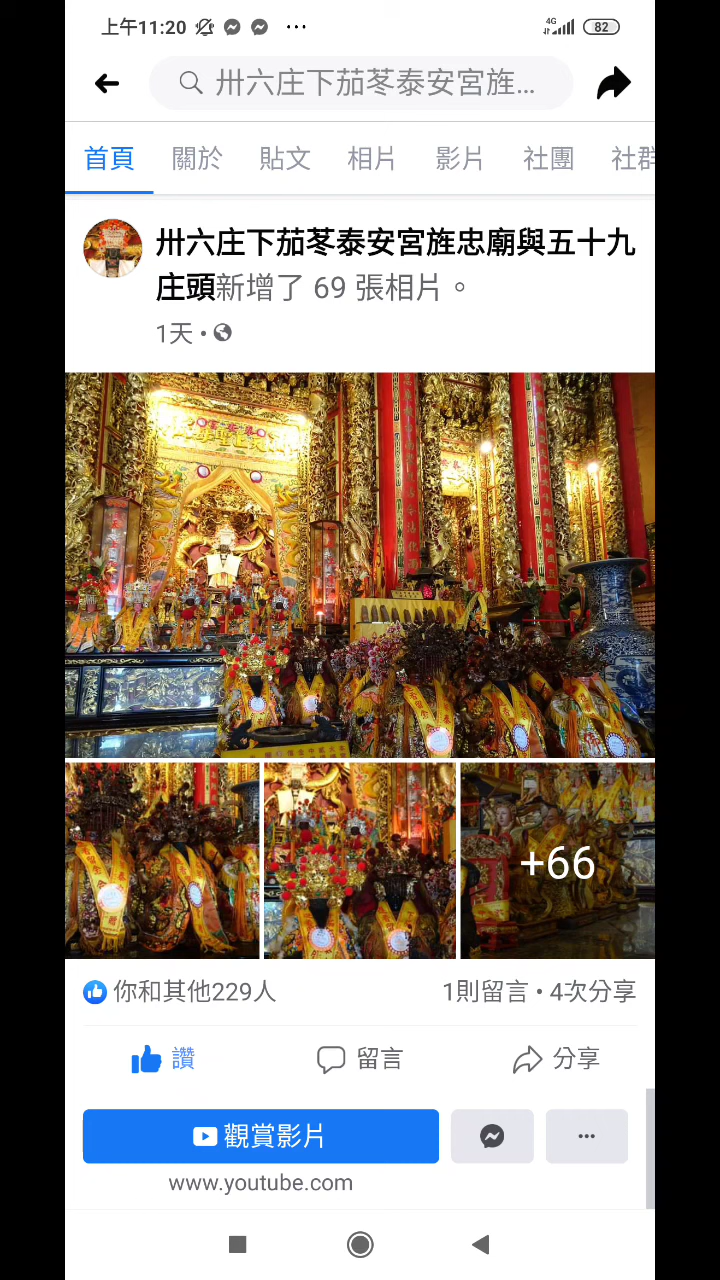 上午11:20
4G
82
卅六庄下茄苳泰安宮旌...
首頁 關於 貼文 相片 影片 社團 社群
卅六庄下茄苳泰安宮旌忠廟與五十九
庄頭新增了 69 張相片。
1天
+66
你和其他229人 1則留言 • 4次分享
讚 留言 分享
觀賞影片
www.youtube.com